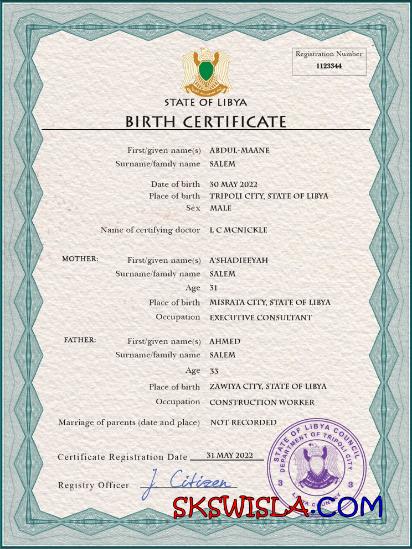 Registration Number
1123344
STATE OF LIBYA
BIRTH CERTIFICATE
First/given name(s) ABDUL-MAANE
Surname/family name SALEM
Date of birth 30 MAY 2022
Place of birth TRIPOLI CITY, STATE OF LIBYA
Sex MALE
Name of certifying doctor L C MCNICKLE
MOTHER: First/given name(s) A'SHADIEEYAH
Surname/family name SALEM
Age 31
Place of birth MISRATA CITY, STATE OF LIBYA
Occupation EXECUTIVE CONSULTANT
FATHER: First/given name(s) AHMED
Surname/family name SALEM
Age 33
Place of birth ZAWIYA CITY, STATE OF LIBYA
Occupation CONSTRUCTION WORKER
Marriage of parents (date and place) NOT RECORDED
Certificate Registration Date 31 MAY 2022
Registry Officer J. Citizen
STATE OF LIBYA COUNCIL
DEPARTMENT OF TRIPOLI CITY
3 3
SKSWISLA.COM